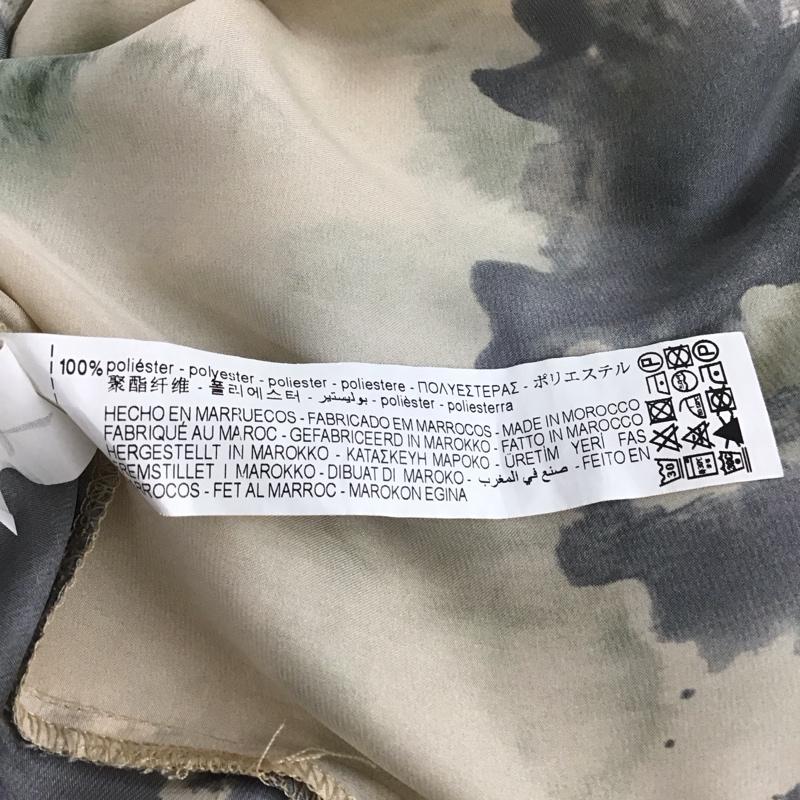 100% poliéster - polyester - poliester - poliestere - ΠΟΛΥΕΣΤΕΡΑΣ - ポリエステル
聚酯纤维 - 폴리에스터 - بوليستير - polièster - poliesterra
HECHO EN MARRUECOS - FABRICADO EM MARROCOS - MADE IN MOROCCO
FABRIQUÉ AU MAROC - GEFABRICEERD IN MAROKKO - FATTO IN MAROCCO
HERGESTELLT IN MAROKKO - ΚΑΤΑΣΚΕΥΗ ΜΑΡΟΚΟ - ÜRETİM YERİ FAS
FREMSTILLET I MAROKKO - DIBUAT DI MAROKO - صنع في المغرب - FEITO EN
MARROCOS - FET AL MARROC - MAROKON EGINA